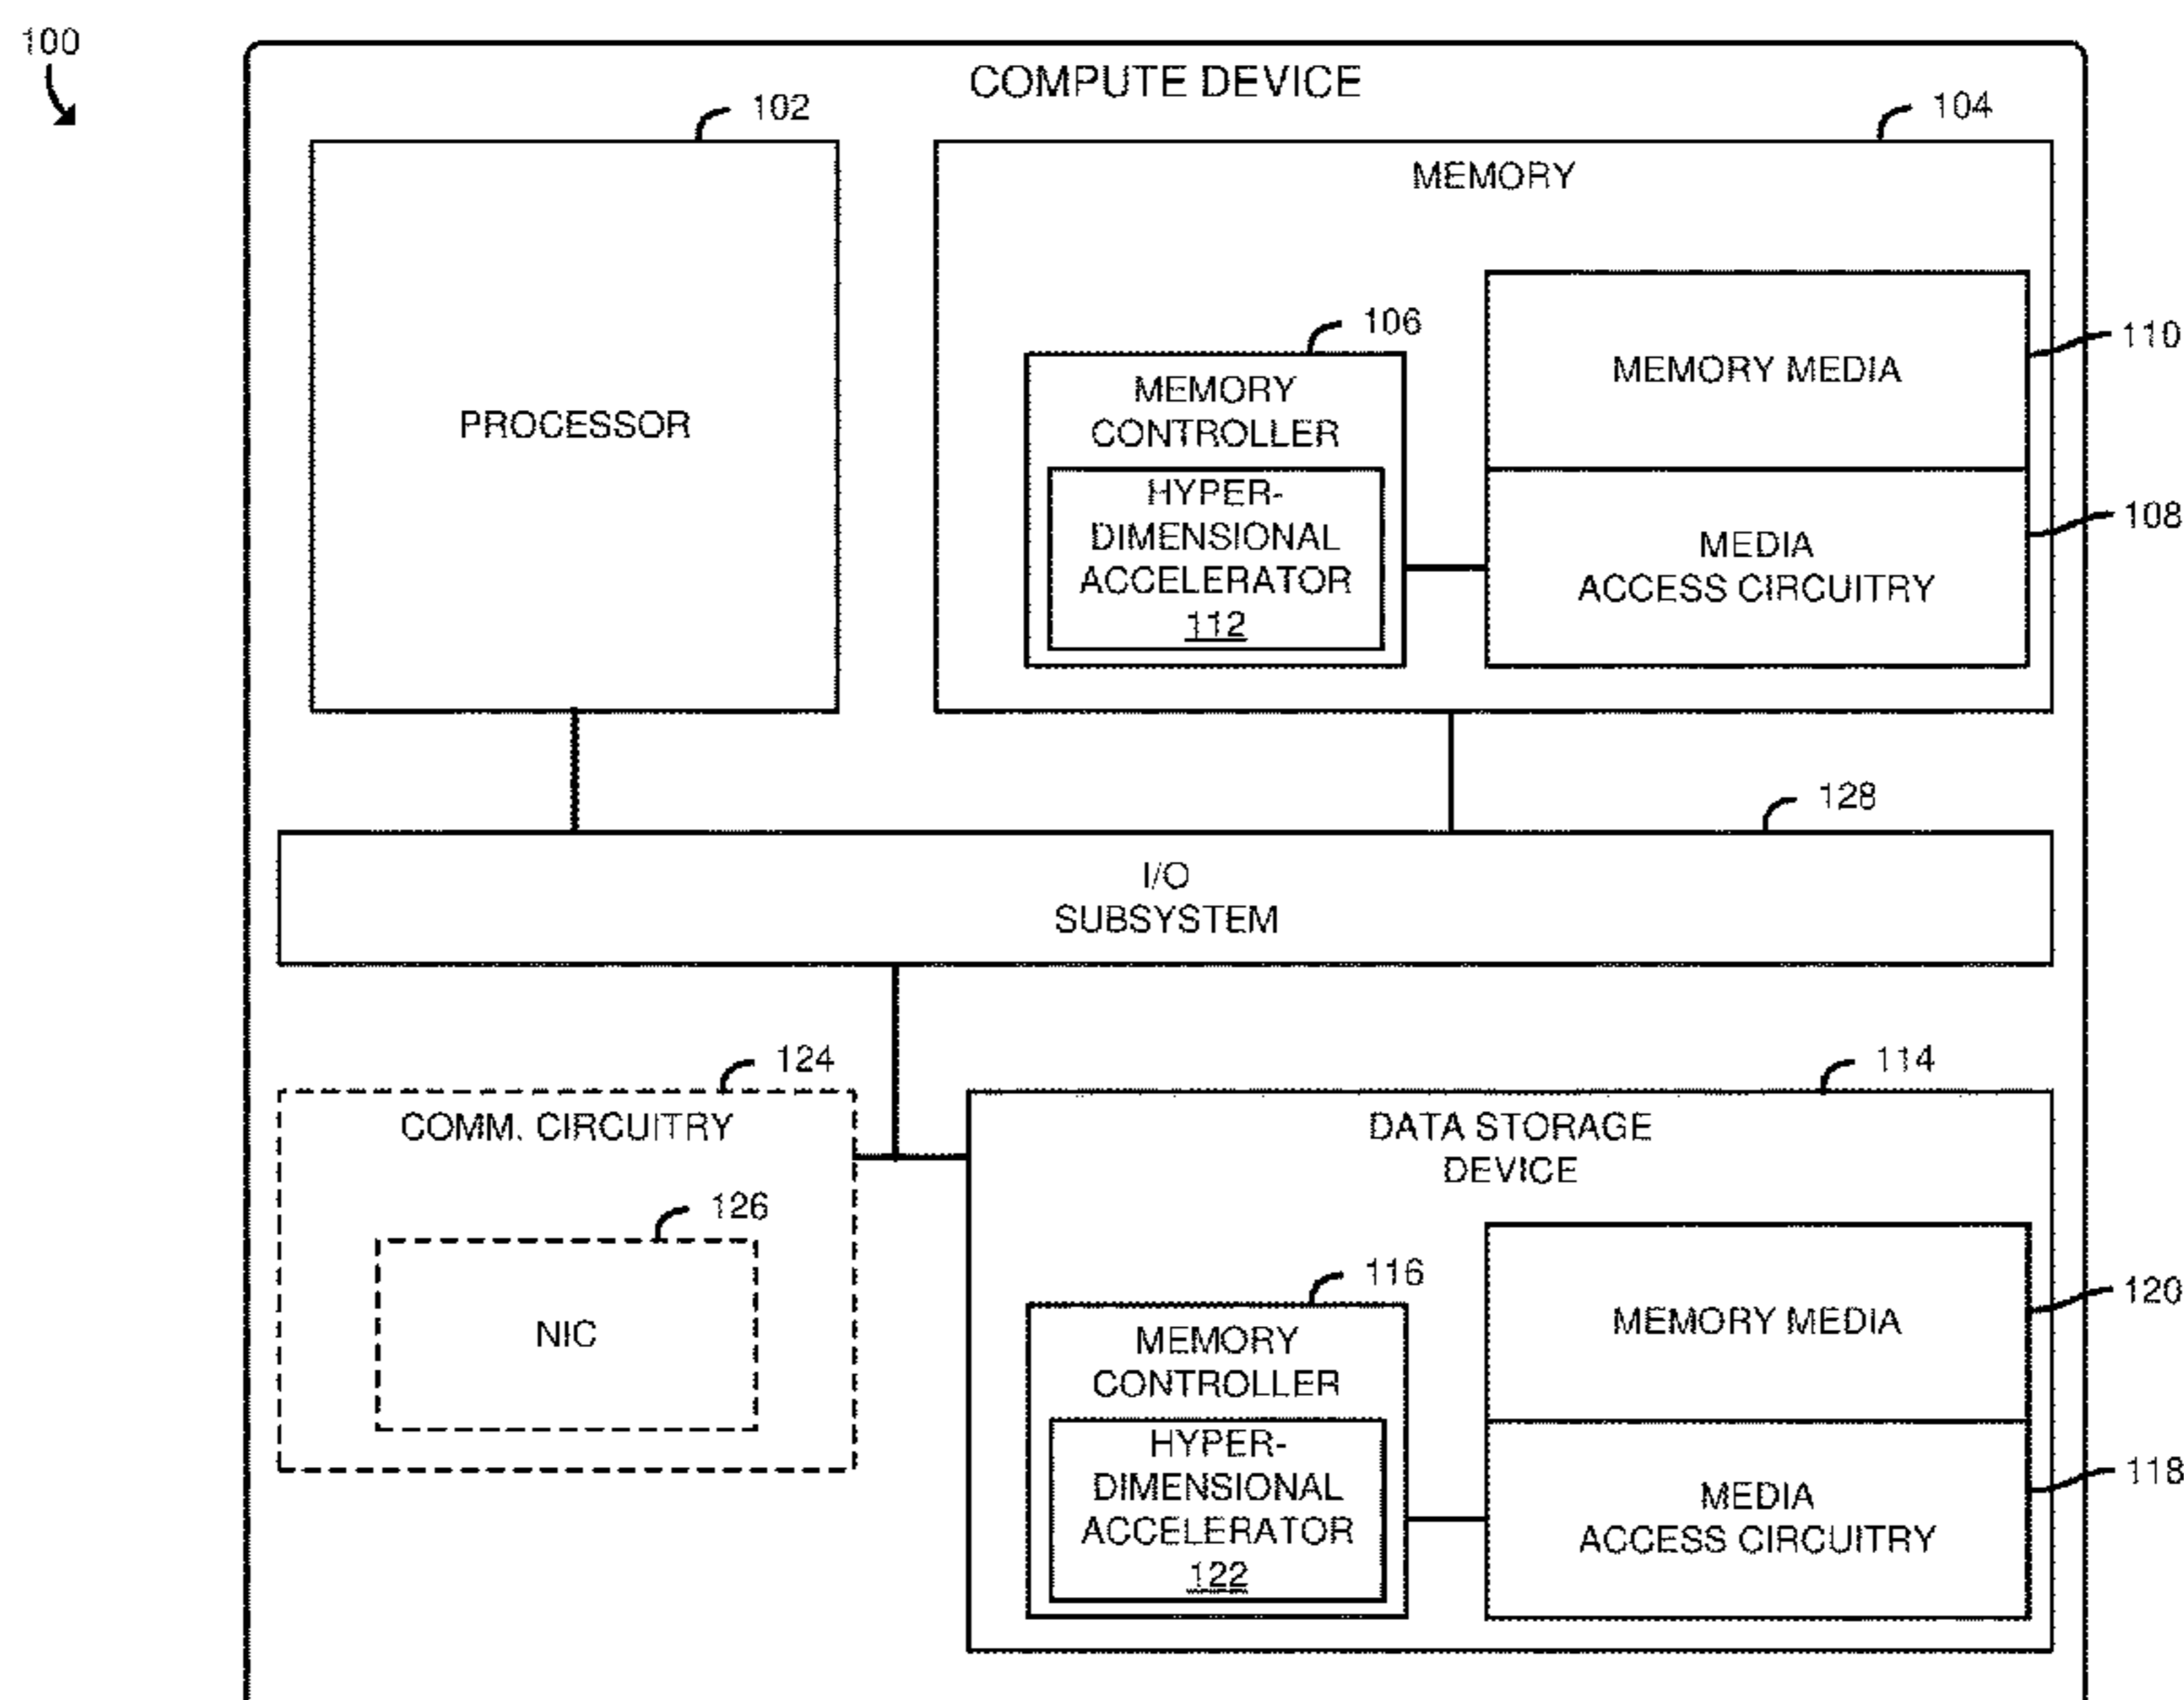 100
COMPUTE DEVICE
102
104
PROCESSOR
MEMORY
106
MEMORY
CONTROLLER
HYPER-
DIMENSIONAL
ACCELERATOR
112
MEMORY MEDIA
110
MEDIA
ACCESS CIRCUITRY
108
128
I/O
SUBSYSTEM
124
COMM. CIRCUITRY
126
NIC
114
DATA STORAGE
DEVICE
116
MEMORY
CONTROLLER
HYPER-
DIMENSIONAL
ACCELERATOR
122
MEMORY MEDIA
120
MEDIA
ACCESS CIRCUITRY
118